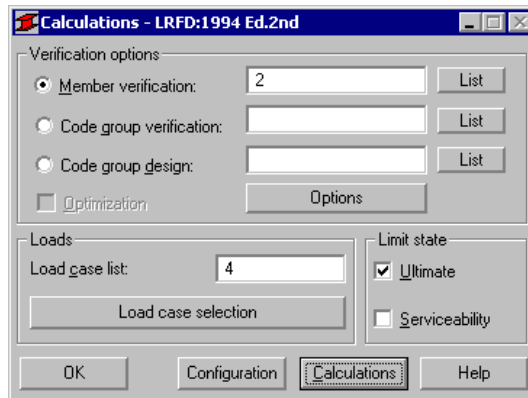 Calculations - LRFD:1994 Ed.2nd
Verification options
Member verification: 2 List
Code group verification: List
Code group design: List
Optimization Options
Loads
Load case list: 4
Load case selection
Limit state
Ultimate
Serviceability
OK Configuration Calculations Help